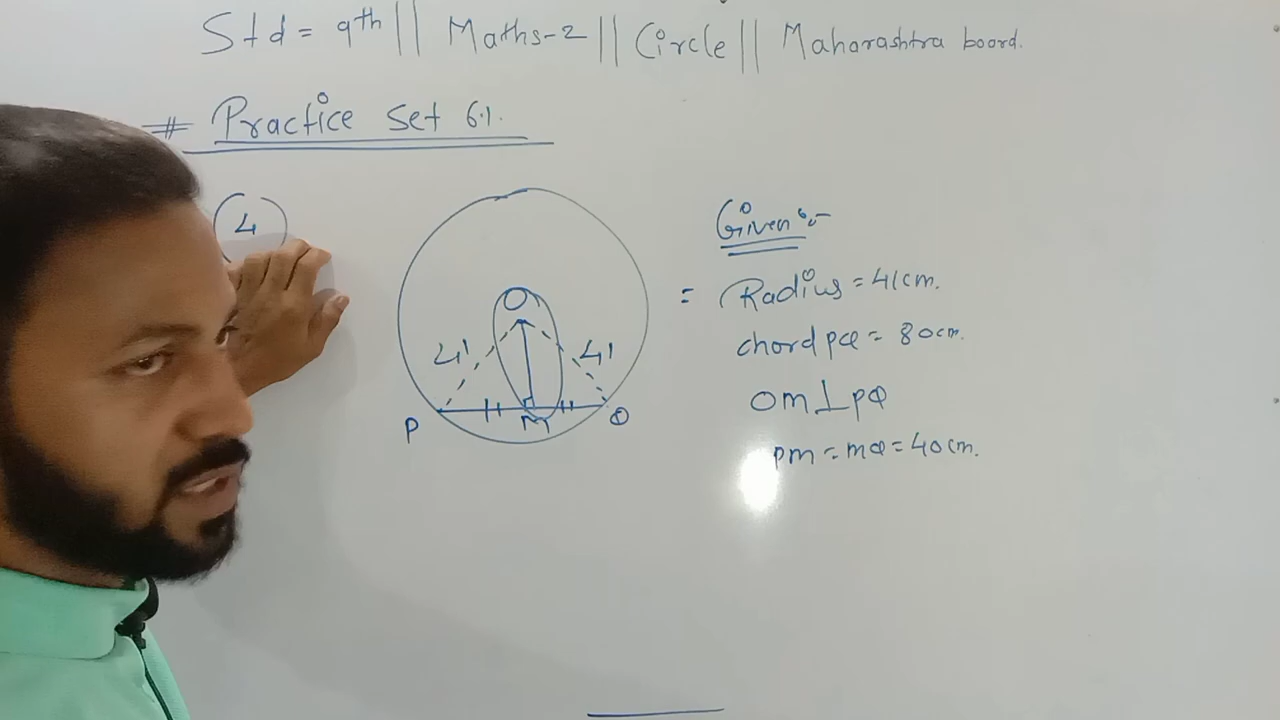 Std = 9th || Maths-2 || Circle || Maharashtra board.
# Practice set 6.1.
4
Given :-
= Radius = 41cm.
chord PQ = 80cm.
OM⊥PQ
PM = MQ = 40cm.
O
41 41
P M Q